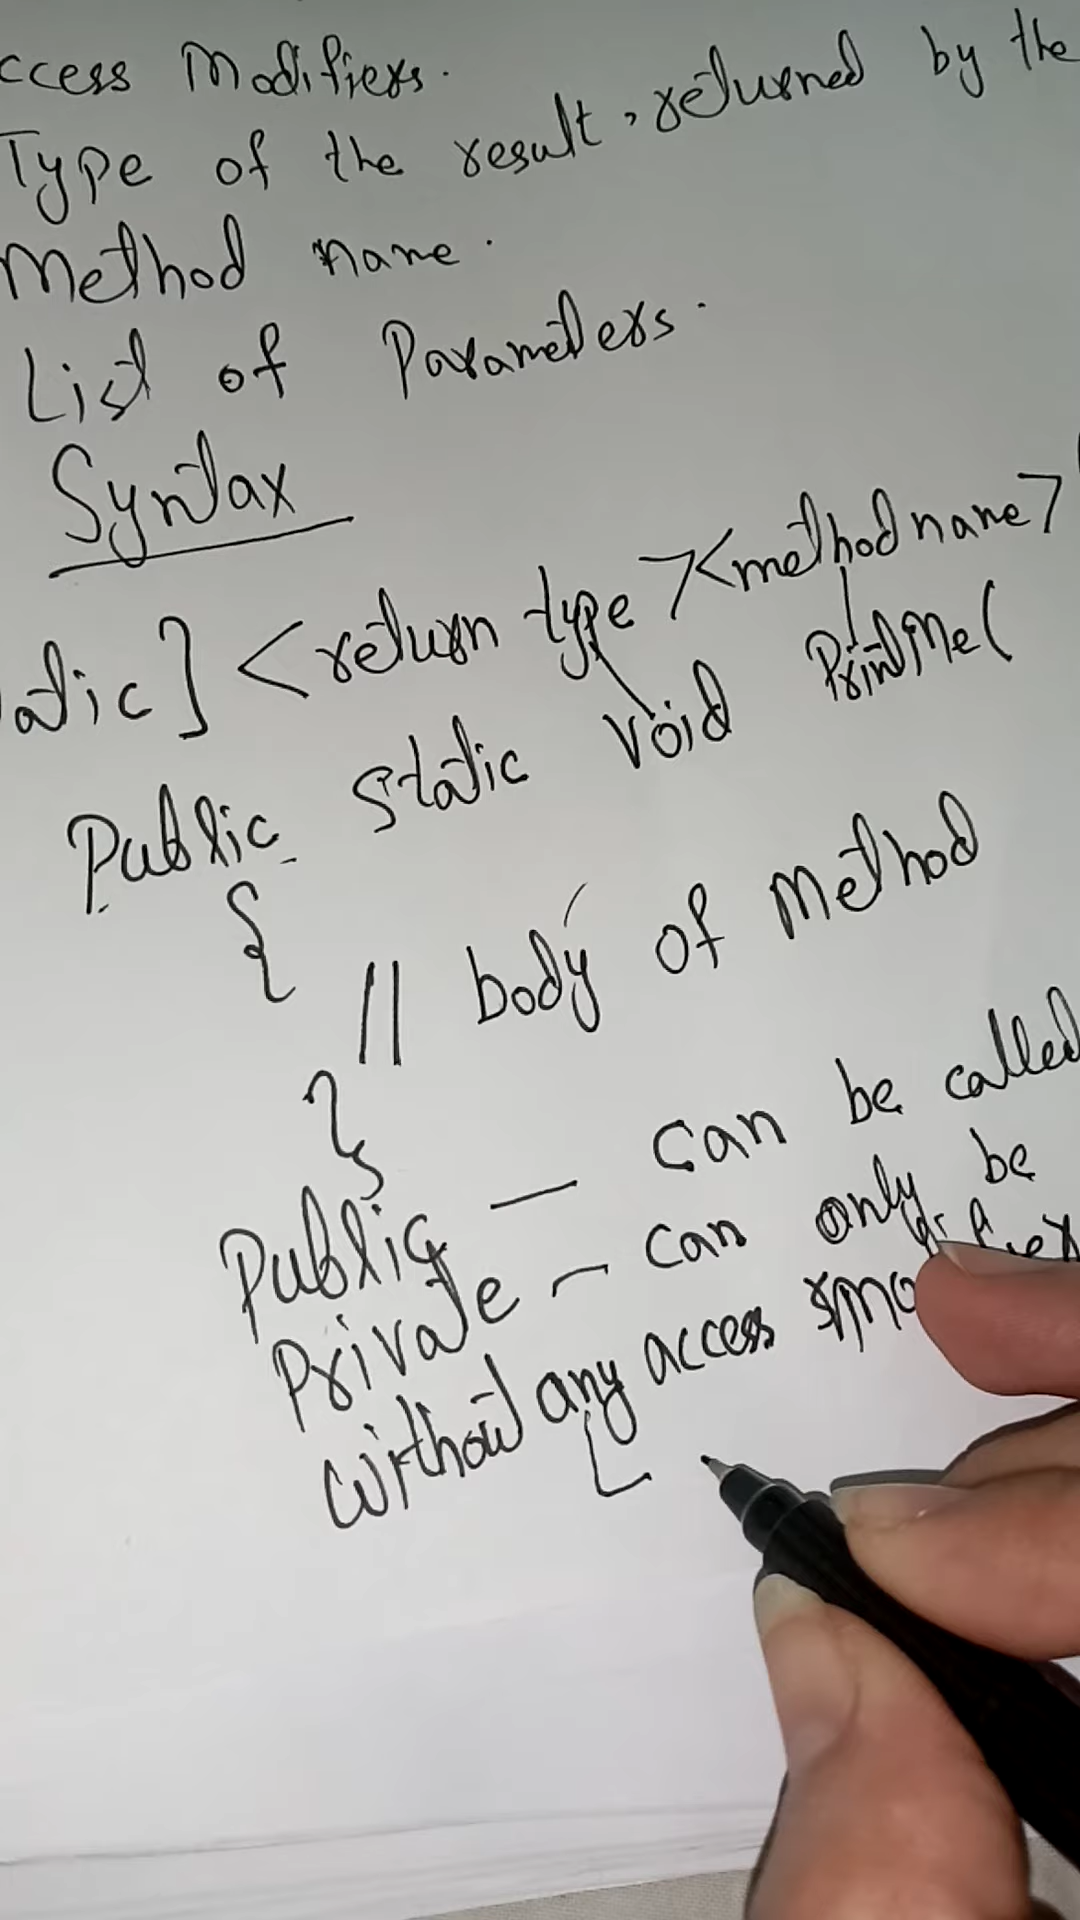 ccess Modifiers.
Type of the result, returned by the
Method name.
List of Parameters.
Syntax
atic] <return type> <method name>
Public static void PrintMe(
{
// body of Method
}
Public — can be called
Private – can only be
without any access